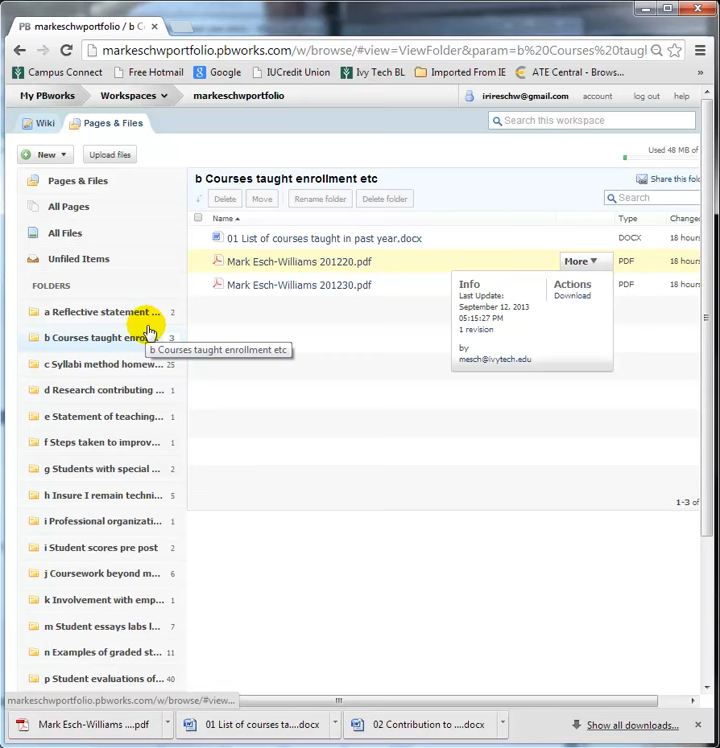 PB markeschwportfolio / b C
markeschwportfolio.pbworks.com/w/browse/#view=ViewFolder&param=b%20Courses%20taugl
Campus Connect Free Hotmail Google IUCredit Union Ivy Tech BL Imported From IE ATE Central - Brows... »
My PBworks Workspaces markeschwportfolio irireschw@gmail.com account log out help
Wiki Pages & Files Search this workspace
New Upload files Used 48 MB of
Pages & Files b Courses taught enrollment etc Share this fol
Delete Move Rename folder Delete folder Search
All Pages Name Type Changed
All Files 01 List of courses taught in past year.docx DOCX 18 hours
Unfiled Items Mark Esch-Williams 201220.pdf More PDF 18 hours
FOLDERS Mark Esch-Williams 201230.pdf PDF 18 hours
Info Actions
Last Update: Download
September 12, 2013
05:15:27 PM
1 revision
by
mesch@ivytech.edu
a Reflective statement ... 2
b Courses taught enro 3
b Courses taught enrollment etc
c Syllabi method homew... 25
d Research contributing ... 1
e Statement of teaching... 1
f Steps taken to improv... 1
g Students with special ... 2
h Insure I remain techni... 5
1-3 of
i Professional organizati... 1
i Student scores pre post 2
j Coursework beyond m... 6
k Involvement with emp... 1
m Student essays labs l... 7
n Examples of graded st... 11
p Student evaluations of... 40
markeschwportfolio.pbworks.com/w/browse/#view...
Mark Esch-Williams ....pdf 01 List of courses ta....docx 02 Contribution to ....docx Show all downloads...